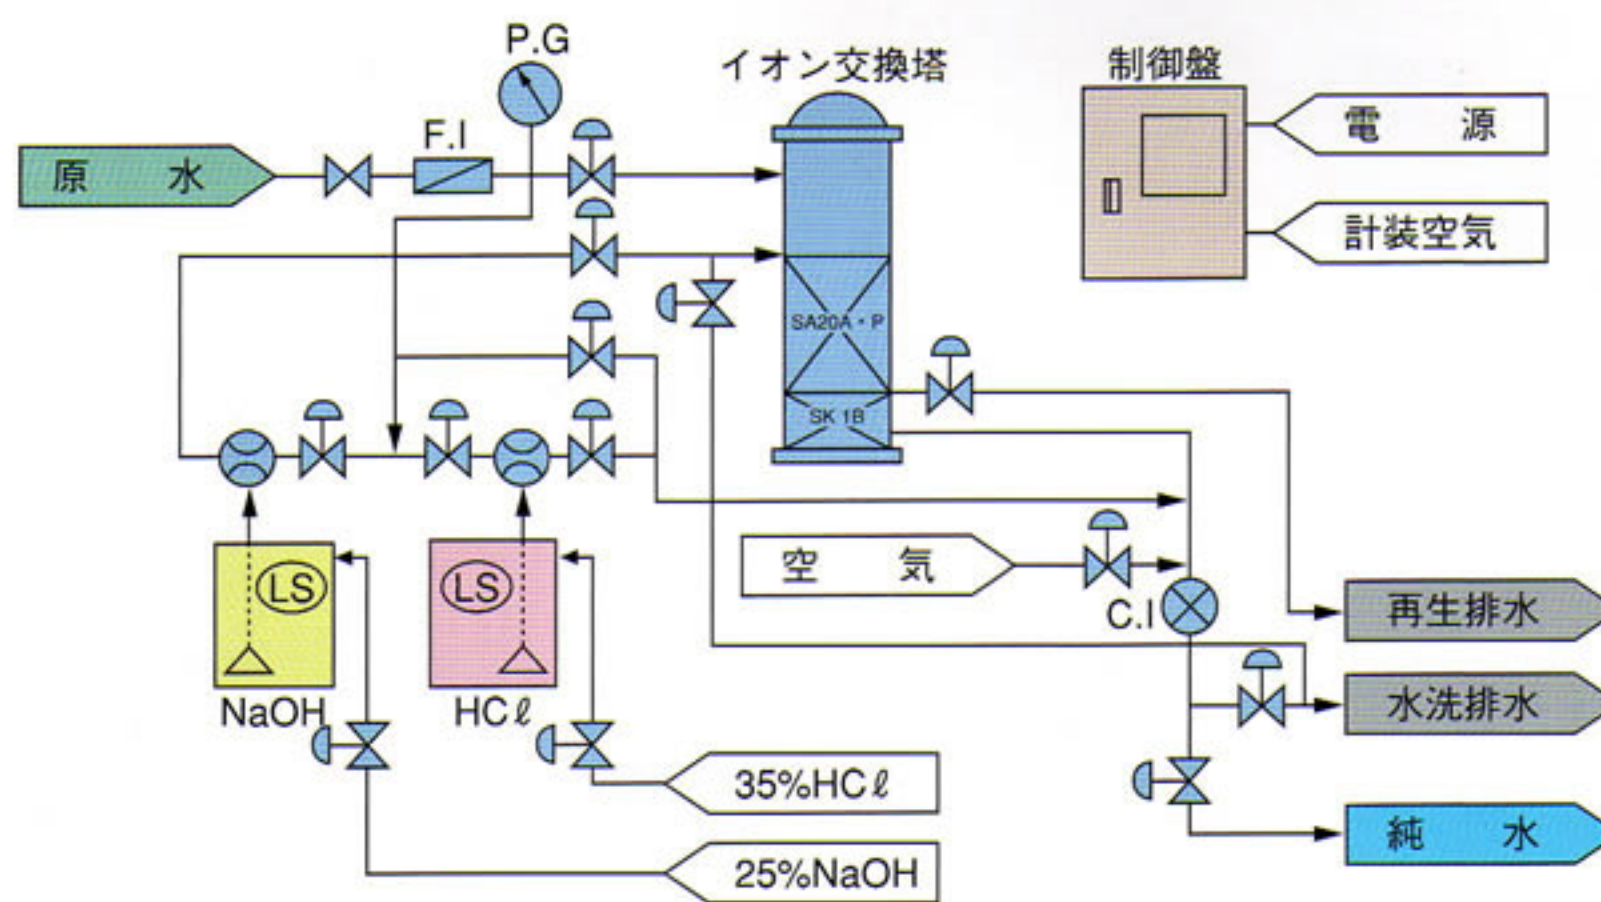 P.G
イオン交換塔
制御盤
F.I
電 源
原 水
計装空気
SA20A・P
SK 1B
空 気
LS
LS
C.I
再生排水
水洗排水
NaOH
HCℓ
35%HCℓ
純 水
25%NaOH